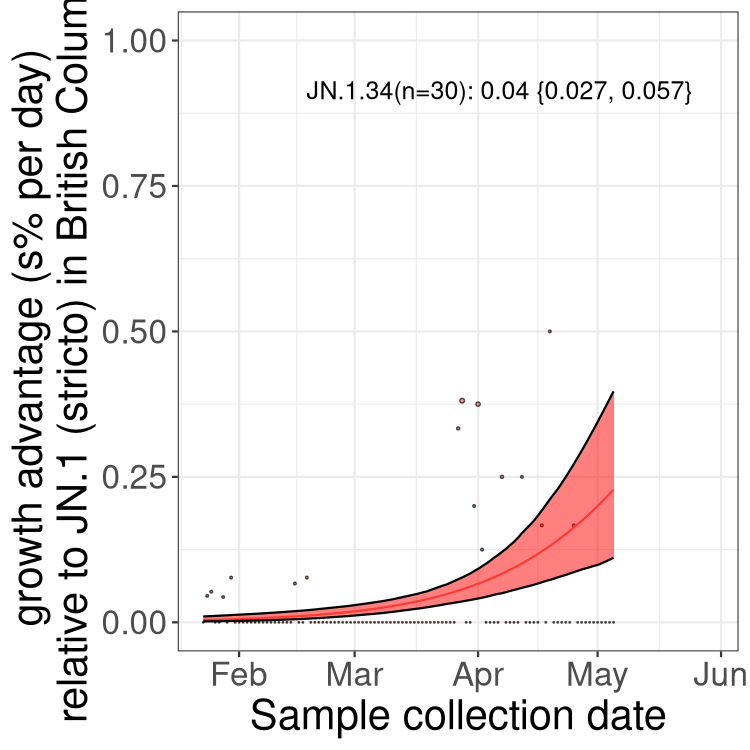 growth advantage (s% per day)
relative to JN.1 (stricto) in British Colum
1.00
0.75
0.50
0.25
0.00
JN.1.34(n=30): 0.04 {0.027, 0.057}
Feb Mar Apr May Jun
Sample collection date